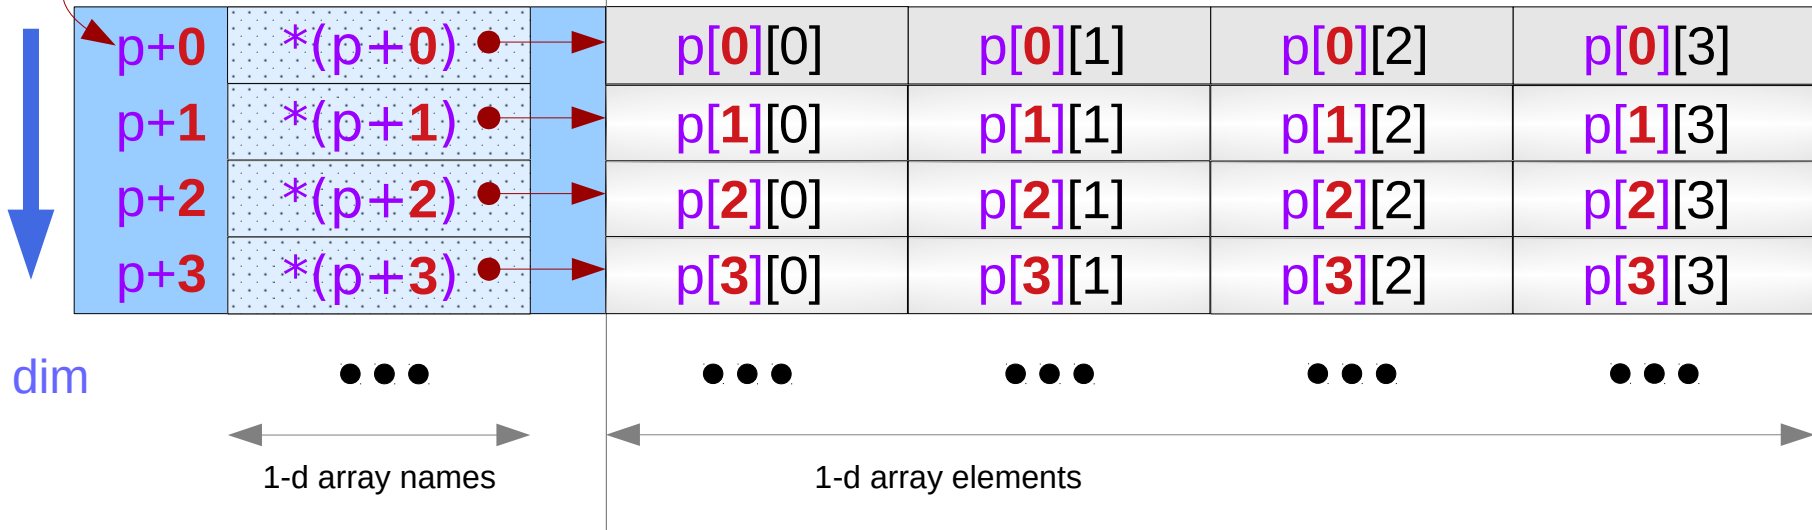 p+0 *(p+0) p[0][0] p[0][1] p[0][2] p[0][3]
p+1 *(p+1) p[1][0] p[1][1] p[1][2] p[1][3]
p+2 *(p+2) p[2][0] p[2][1] p[2][2] p[2][3]
p+3 *(p+3) p[3][0] p[3][1] p[3][2] p[3][3]
dim ••• ••• ••• ••• •••
1-d array names 1-d array elements